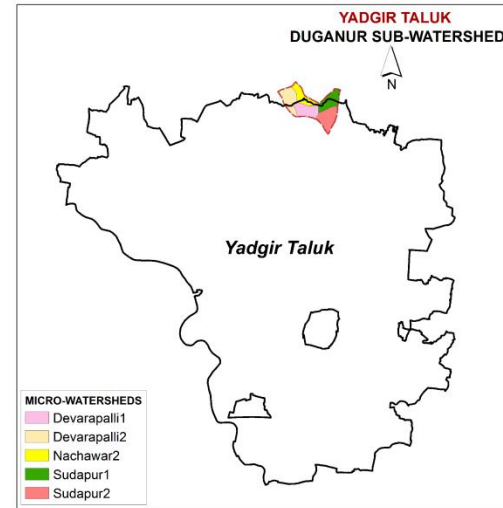 YADGIR TALUK
DUGANUR SUB-WATERSHED
N
Yadgir Taluk
MICRO-WATERSHEDS
Devarapalli1
Devarapalli2
Nachawar2
Sudapur1
Sudapur2